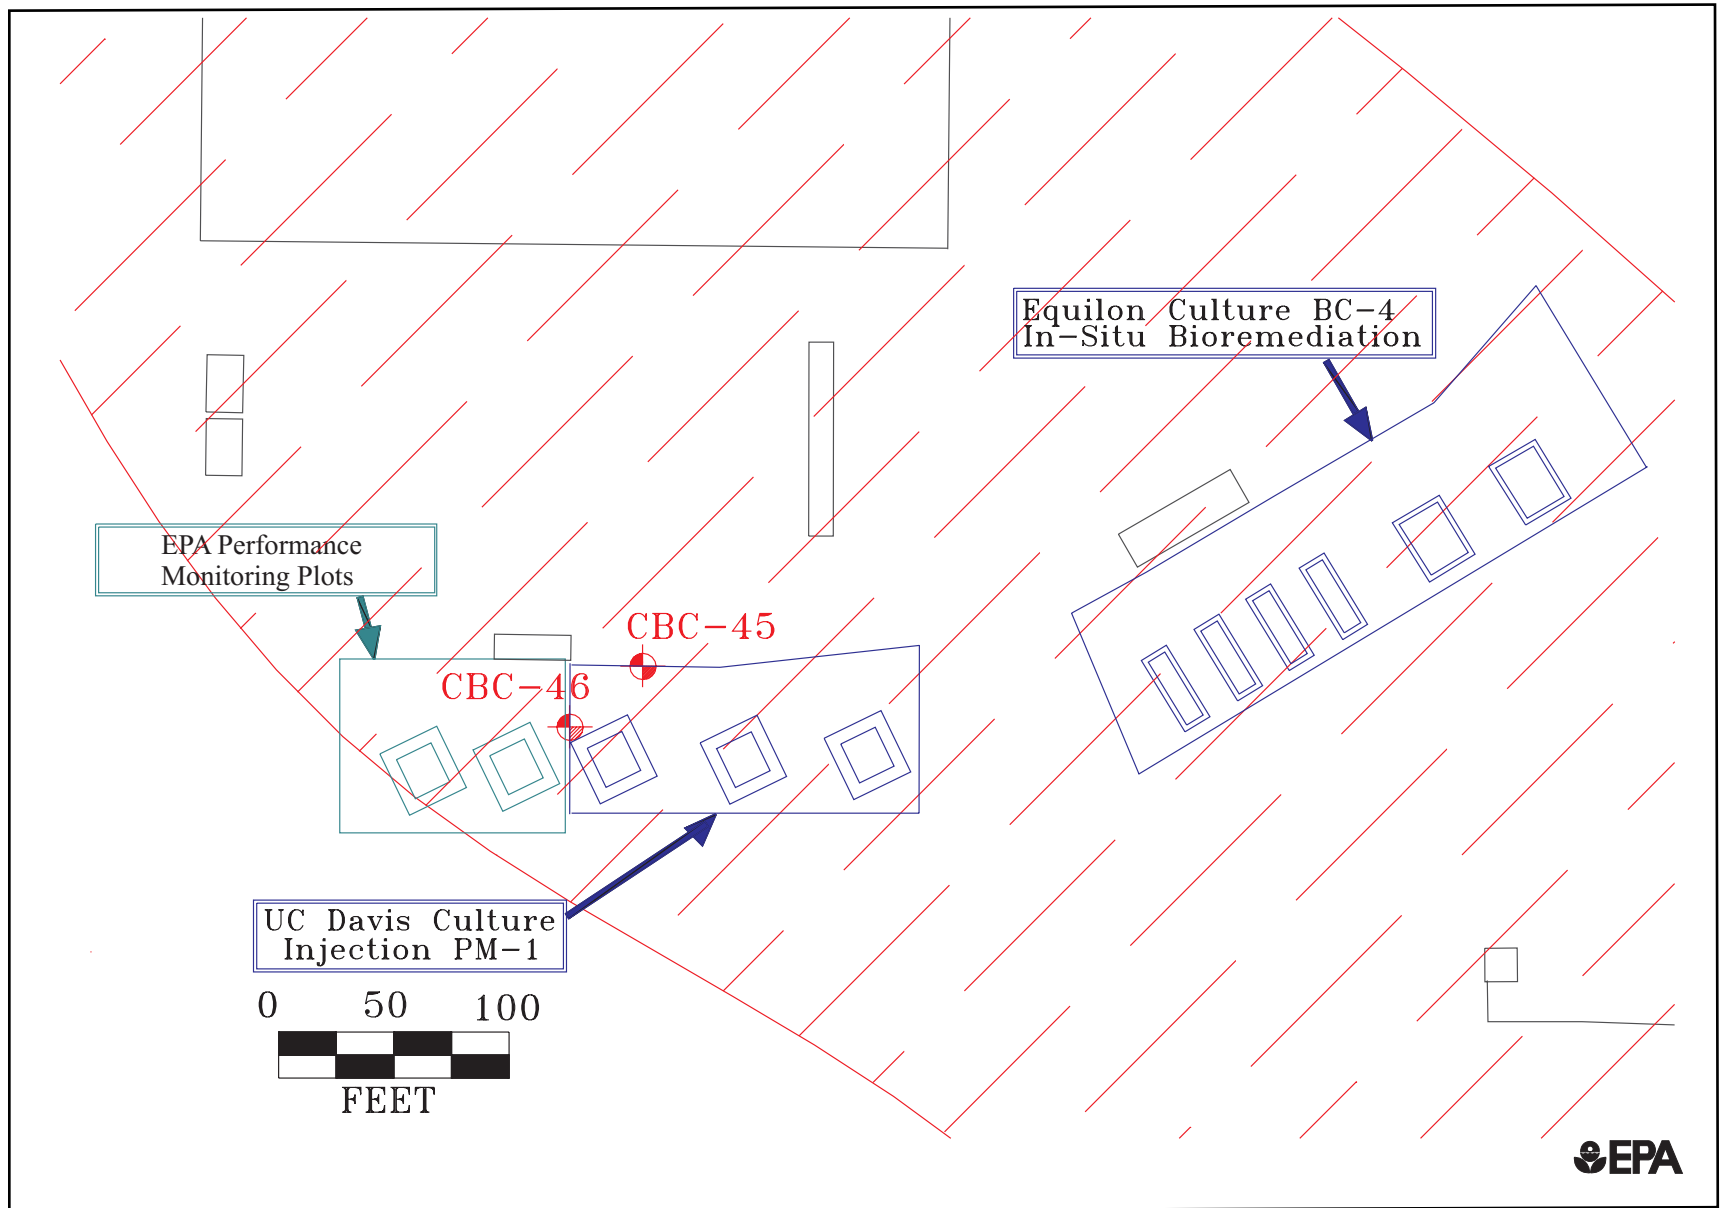 Equilon Culture BC-4
In-Situ Bioremediation
EPA Performance
Monitoring Plots
CBC-45
CBC-46
UC Davis Culture
Injection PM-1
0 50 100
FEET
EPA